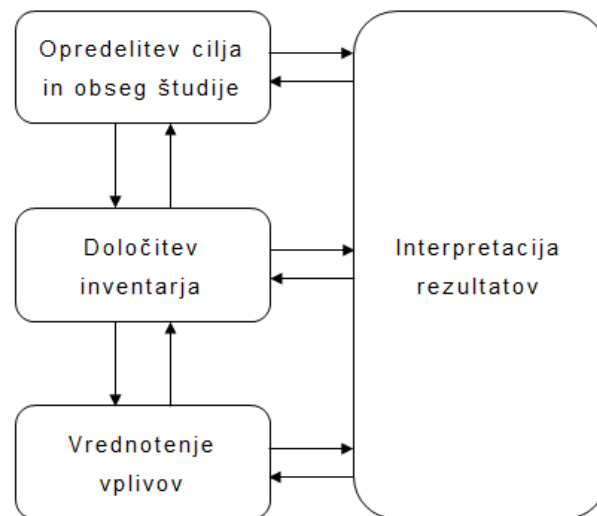 Opredelitev cilja
in obseg študije
Določitev
inventarja
Interpretacija
rezultatov
Vrednotenje
vplivov